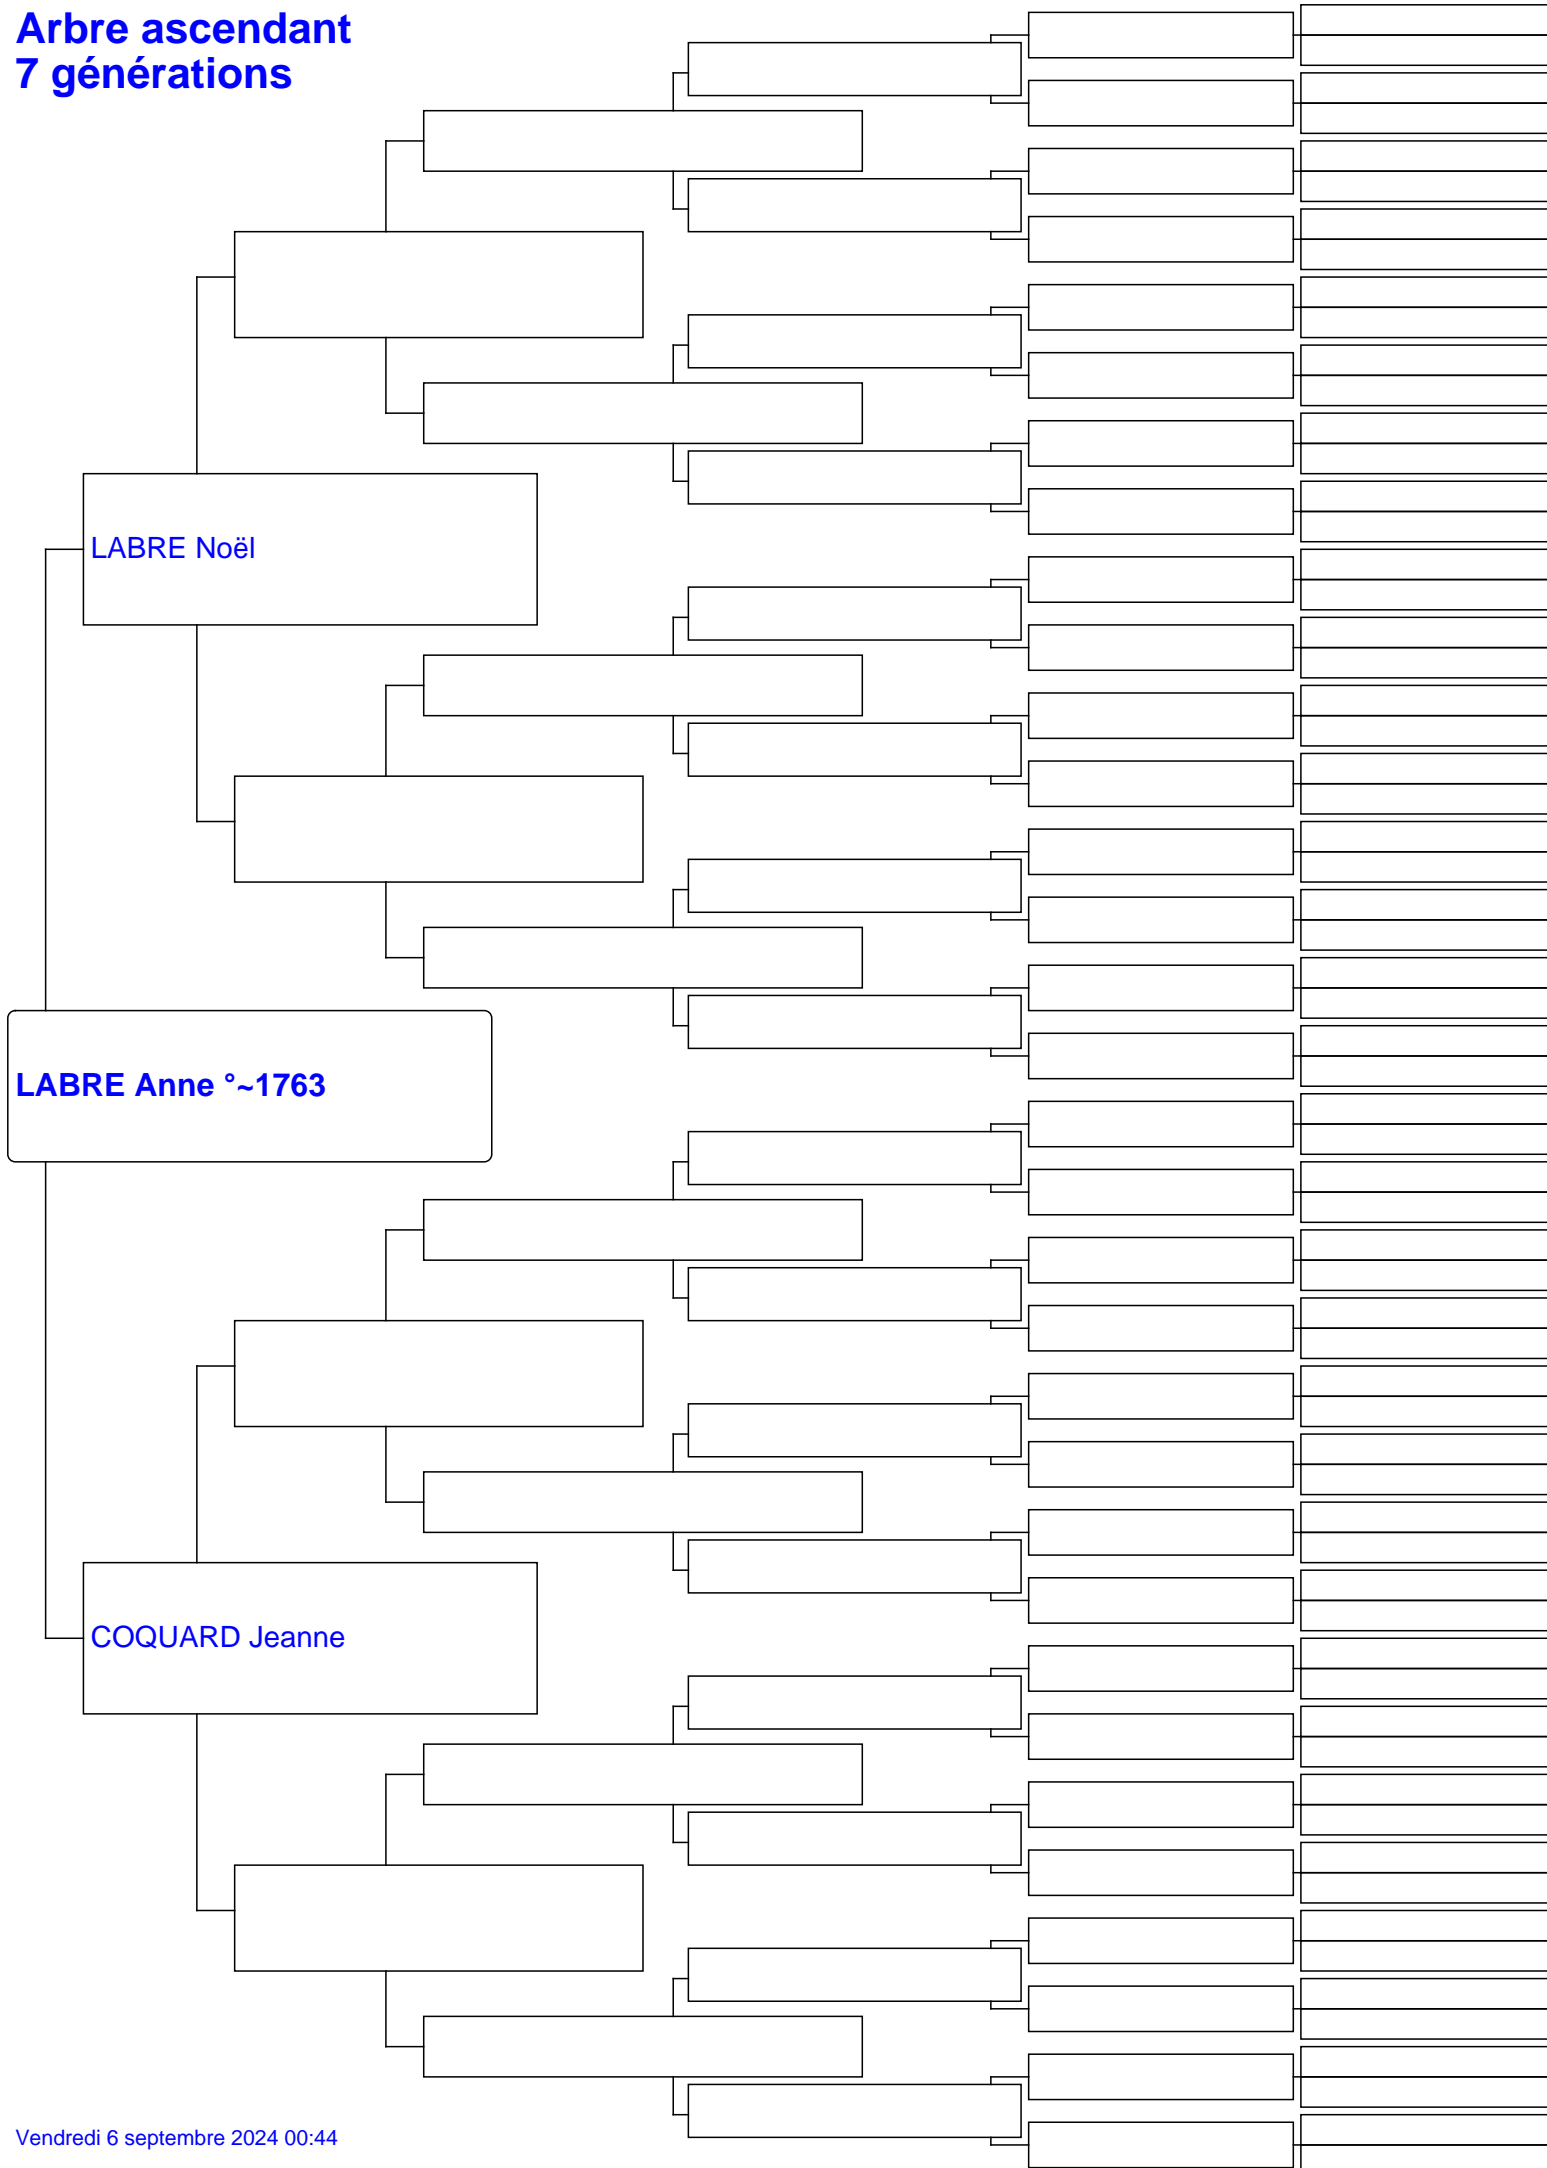 Arbre ascendant
7 générations
LABRE Noël
LABRE Anne °~1763
COQUARD Jeanne
Vendredi 6 septembre 2024 00:44